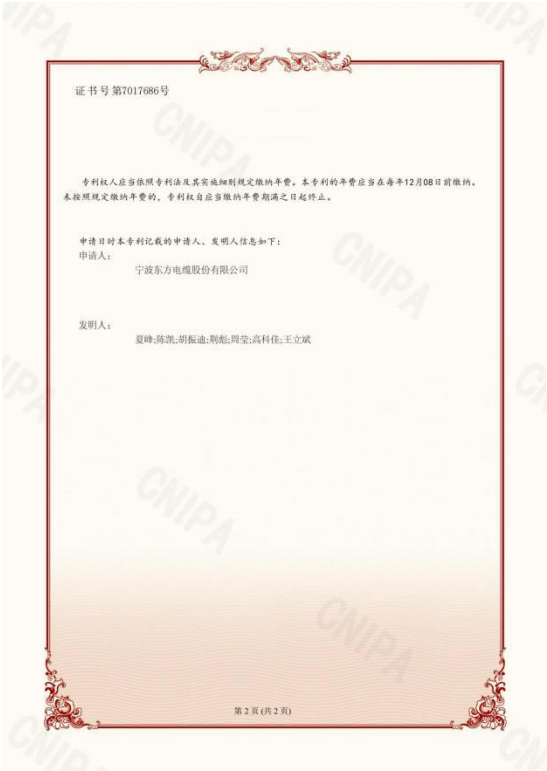 证书号第7017686号
专利权人应当依照专利法及其实施细则规定缴纳年费。本专利的年费应当在每年12月08日前缴纳。
未按照规定缴纳年费的，专利权自应当缴纳年费期满之日起终止。
申请日时本专利记载的申请人、发明人信息如下：
申请人：
宁波东方电缆股份有限公司
发明人：
夏峰;陈凯;胡振迪;荆彪;周莹;高科佳;王立斌
第 2 页 (共 2 页)
CNIPA
CNIPA
CNIPA
CNIPA
CNIPA
CNIPA